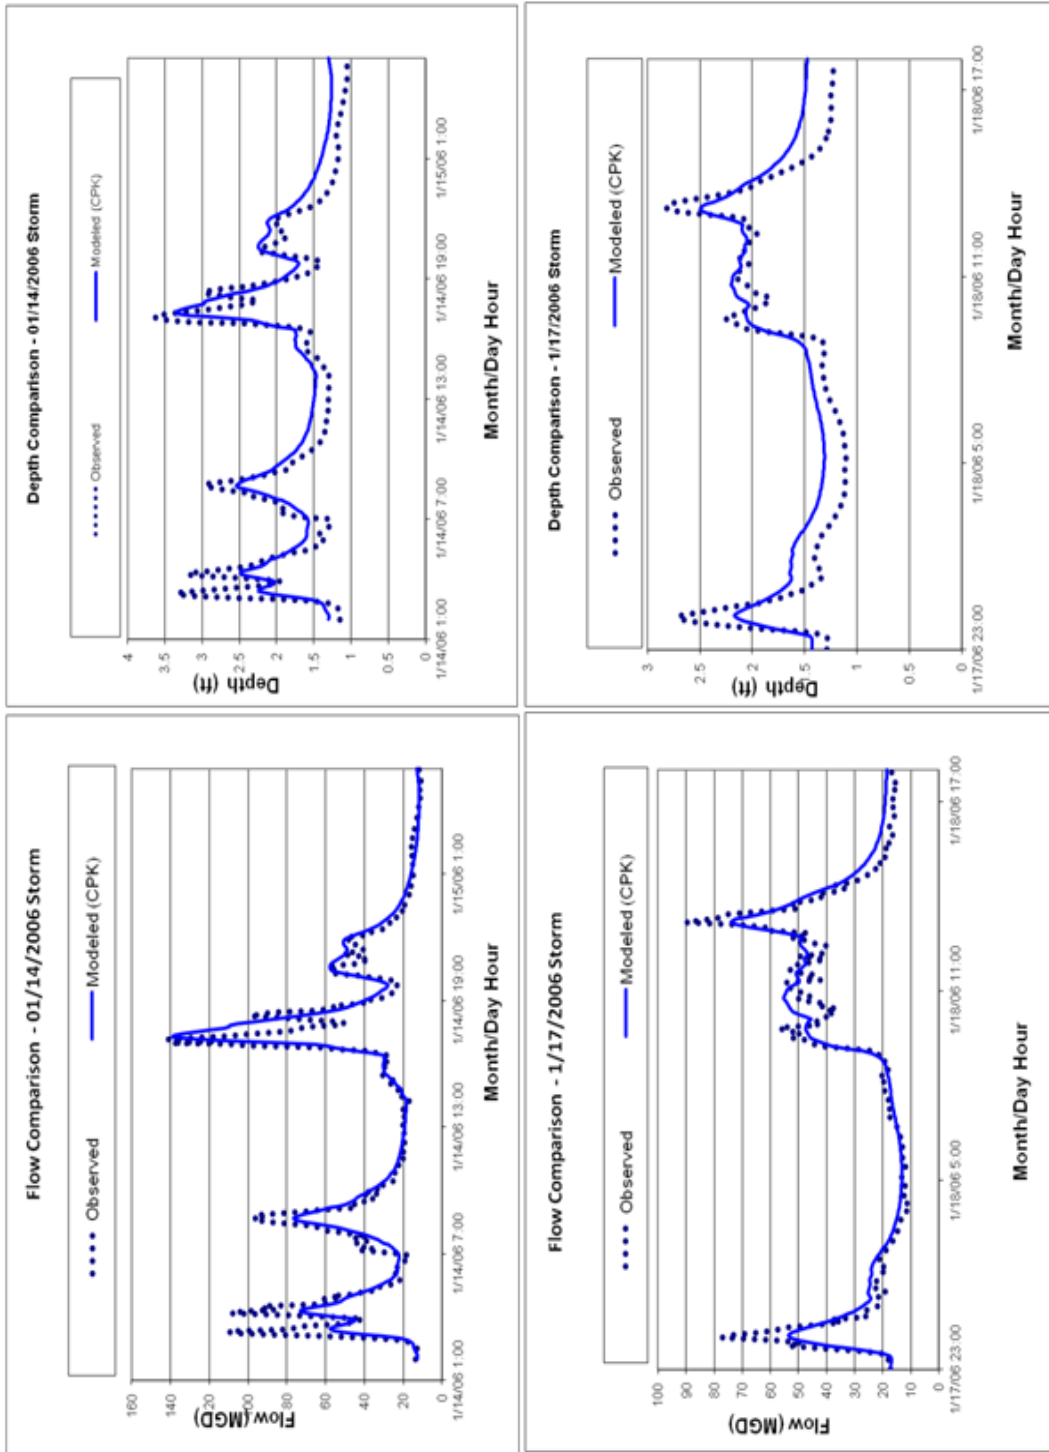 Flow Comparison - 01/14/2006 Storm
Observed
Modeled (CPK)
Flow (MGD)
160
140
120
100
80
60
40
20
0
1/14/06 1:00
1/14/06 7:00
1/14/06 13:00
1/14/06 19:00
1/15/06 1:00
Month/Day Hour
Depth Comparison - 01/14/2006 Storm
Observed
Modeled (CPK)
Depth (ft)
4
3.5
3
2.5
2
1.5
1
0.5
0
1/14/06 1:00
1/14/06 7:00
1/14/06 13:00
1/14/06 19:00
1/15/06 1:00
Month/Day Hour
Flow Comparison - 1/17/2006 Storm
Observed
Modeled (CPK)
Flow (MGD)
100
90
80
70
60
50
40
30
20
10
0
1/17/06 23:00
1/18/06 5:00
1/18/06 11:00
1/18/06 17:00
Month/Day Hour
Depth Comparison - 1/17/2006 Storm
Observed
Modeled (CPK)
Depth (ft)
3
2.5
2
1.5
1
0.5
0
1/17/06 23:00
1/18/06 5:00
1/18/06 11:00
1/18/06 17:00
Month/Day Hour